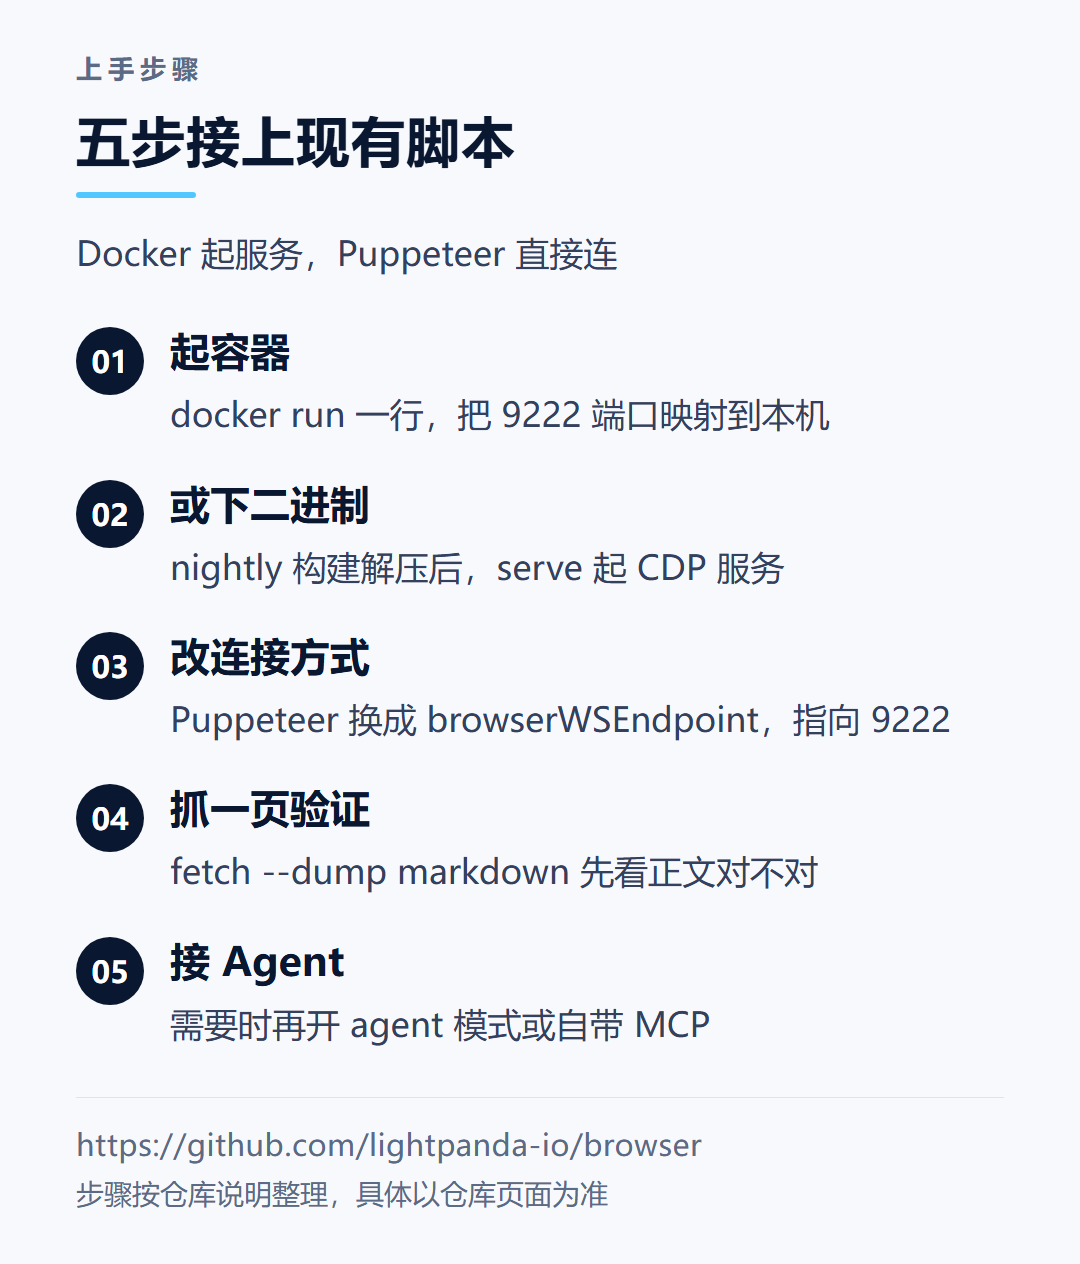 上手步骤
五步接上现有脚本
Docker 起服务，Puppeteer 直接连
01
起容器
docker run 一行，把 9222 端口映射到本机
02
或下二进制
nightly 构建解压后，serve 起 CDP 服务
03
改连接方式
Puppeteer 换成 browserWSEndpoint，指向 9222
04
抓一页验证
fetch --dump markdown 先看正文对不对
05
接 Agent
需要时再开 agent 模式或自带 MCP
https://github.com/lightpanda-io/browser
步骤按仓库说明整理，具体以仓库页面为准